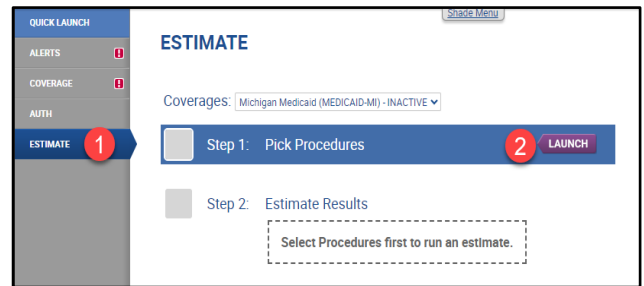 QUICK LAUNCH
ALERTS
COVERAGE
AUTH
ESTIMATE 1
Shade Menu
ESTIMATE
Coverages: Michigan Medicaid (MEDICAID-MI) - INACTIVE
Step 1: Pick Procedures 2 LAUNCH
Step 2: Estimate Results
Select Procedures first to run an estimate.